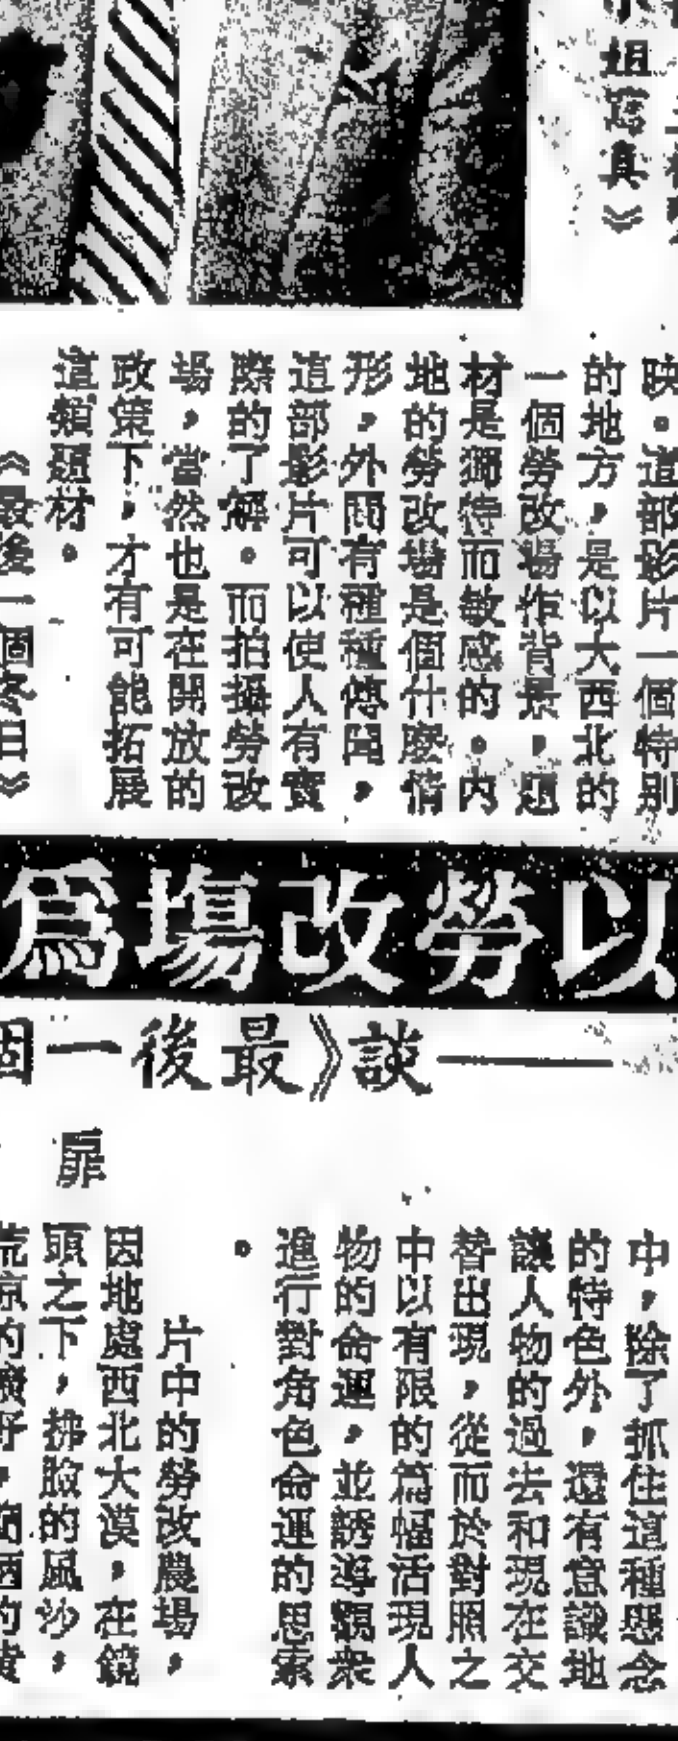 姐寫真》
映。這部影片一個特別
的地方，是以大西北的
一個勞改場作背景，題
材是獨特而敏感的。內
地的勞改場是個什麼情
形，外間有種種傳聞，
這部影片可以使人有實
際的了解。而拍攝勞改
場，當然也是在開放的
政策下，才有可能拓展
這類題材。
《最後一個冬日》
以勞改場爲
——談《最後一個
扉
中，除了抓住這種懸念
的特色外，還有意識地
讓人物的過去和現在交
替出現，從而於對照之
中以有限的篇幅活現人
物的命運，並誘導觀衆
進行對角色命運的思索
。
片中的勞改農場，
因地處西北大漠，在鏡
頭之下，拂臉的風沙，
荒凉的曠野，